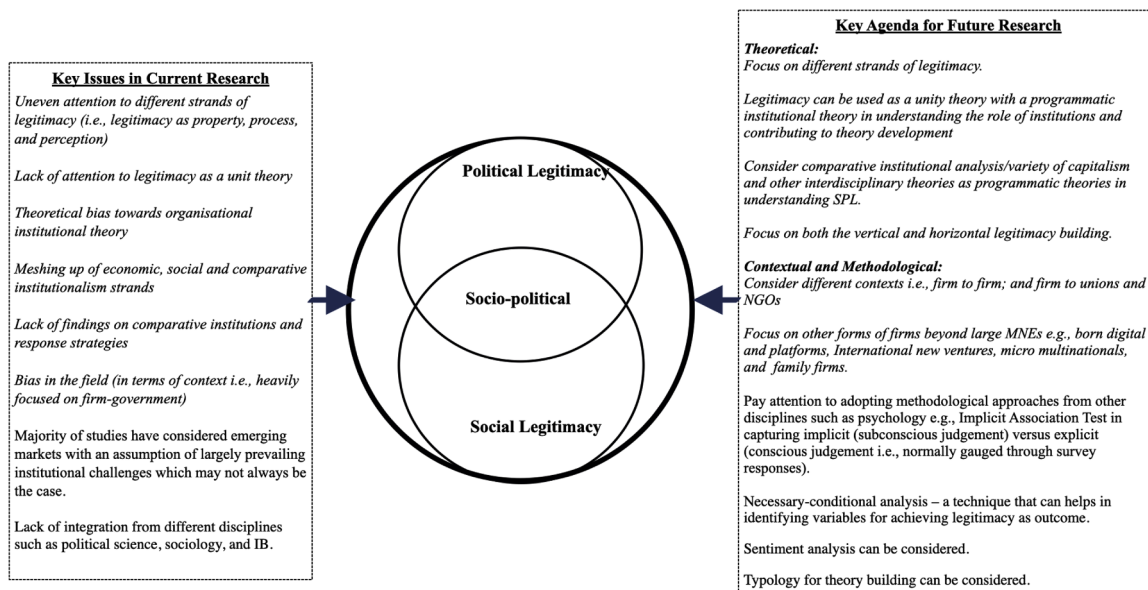 Key Issues in Current Research
Uneven attention to different strands of
legitimacy (i.e., legitimacy as property, process,
and perception)
Lack of attention to legitimacy as a unit theory
Theoretical bias towards organisational
institutional theory
Meshing up of economic, social and comparative
institutionalism strands
Lack of findings on comparative institutions and
response strategies
Bias in the field (in terms of context i.e., heavily
focused on firm-government)
Majority of studies have considered emerging
markets with an assumption of largely prevailing
institutional challenges which may not always be
the case.
Lack of integration from different disciplines
such as political science, sociology, and IB.
Political Legitimacy
Socio-political
Social Legitimacy
Key Agenda for Future Research
Theoretical:
Focus on different strands of legitimacy.
Legitimacy can be used as a unity theory with a programmatic
institutional theory in understanding the role of institutions and
contributing to theory development
Consider comparative institutional analysis/variety of capitalism
and other interdisciplinary theories as programmatic theories in
understanding SPL.
Focus on both the vertical and horizontal legitimacy building.
Contextual and Methodological:
Consider different contexts i.e., firm to firm; and firm to unions and
NGOs
Focus on other forms of firms beyond large MNEs e.g., born digital
and platforms, International new ventures, micro multinationals,
and family firms.
Pay attention to adopting methodological approaches from other
disciplines such as psychology e.g., Implicit Association Test in
capturing implicit (subconscious judgement) versus explicit
(conscious judgement i.e., normally gauged through survey
responses).
Necessary-conditional analysis – a technique that can helps in
identifying variables for achieving legitimacy as outcome.
Sentiment analysis can be considered.
Typology for theory building can be considered.